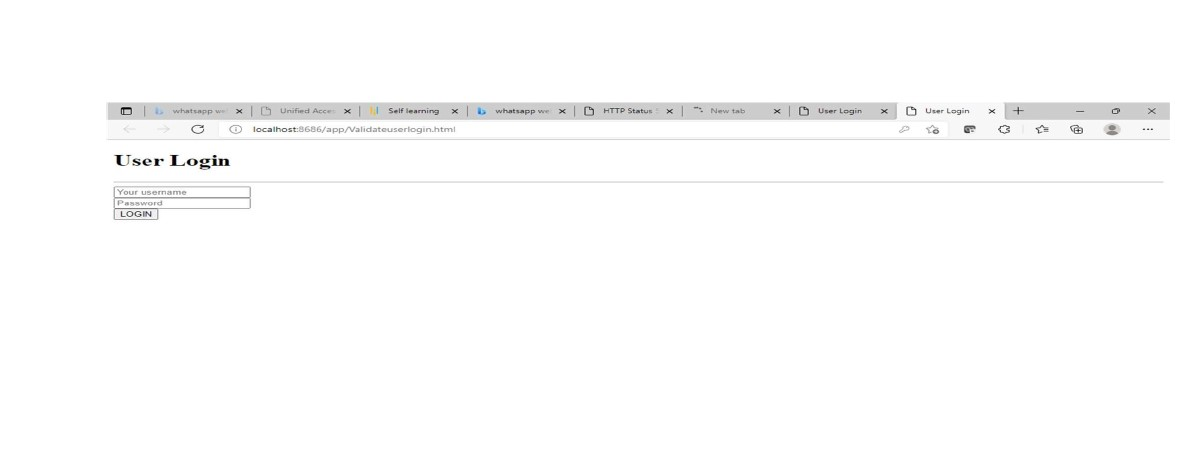 whatsapp we Unified Acce Self learning whatsapp we HTTP Status New tab User Login User Login
localhost:8686/app/Validateuserlogin.html
User Login
Your username
Password
LOGIN